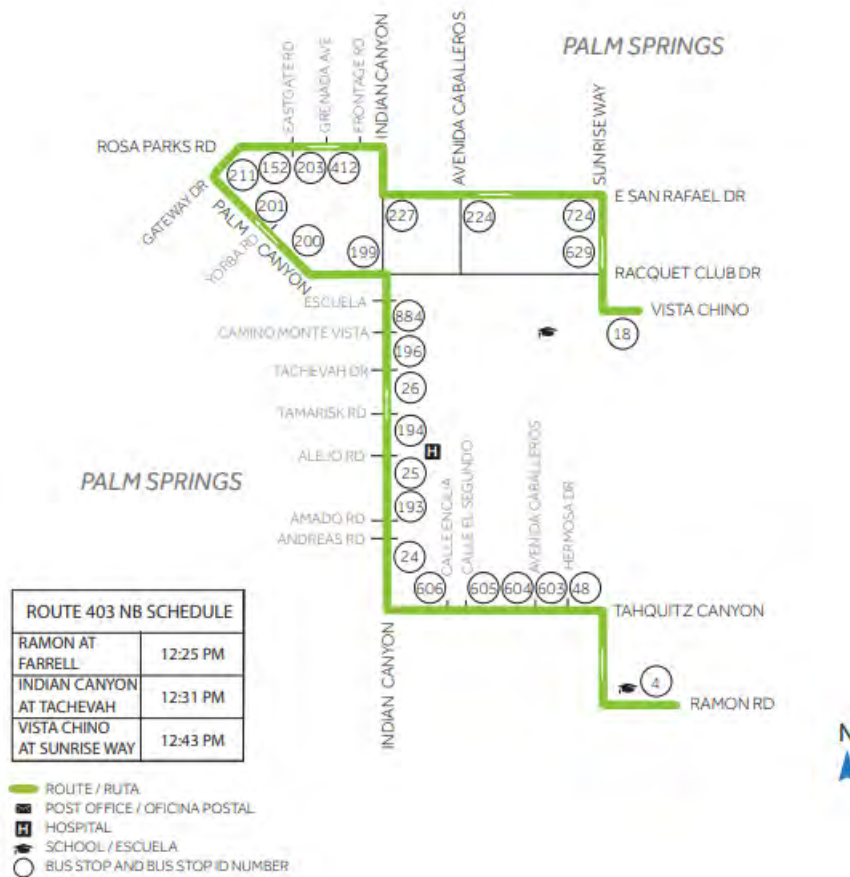 PALM SPRINGS
EASTGATE RD
GRENADA AVE
FRONTAGE RD
INDIAN CANYON
AVENIDA CABALLEROS
SUNRISE WAY
ROSA PARKS RD
211
152
203
412
GATEWAY DR
201
PALM CANYON
YORBA RD
200
199
227
224
724
E SAN RAFAEL DR
629
RACQUET CLUB DR
VISTA CHINO
18
ESCUELA
884
CAMINO MONTE VISTA
196
TACHEVAH DR
26
TAMARISK RD
194
H
ALEJO RD
25
PALM SPRINGS
193
AMADO RD
ANDREAS RD
24
CALLE ENCILIA
CALLE EL SEGUNDO
AVENIDA CABALLEROS
HERMOSA DR
606
605
604
603
48
TAHQUITZ CANYON
INDIAN CANYON
4
RAMON RD
N
ROUTE 403 NB SCHEDULE
RAMON AT
FARRELL
12:25 PM
INDIAN CANYON
AT TACHEVAH
12:31 PM
VISTA CHINO
AT SUNRISE WAY
12:43 PM
ROUTE / RUTA
POST OFFICE / OFICINA POSTAL
H HOSPITAL
SCHOOL / ESCUELA
BUS STOP AND BUS STOP ID NUMBER